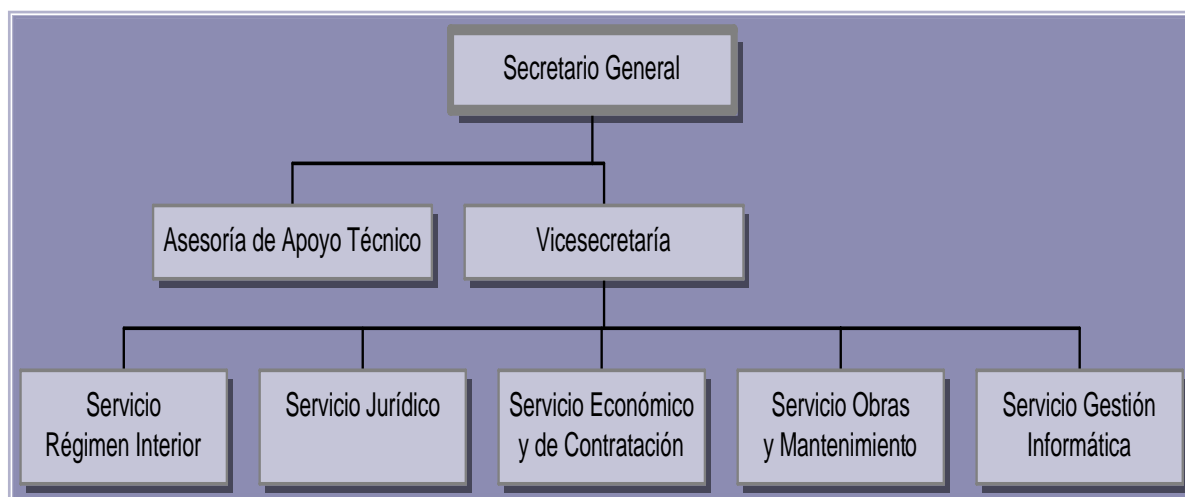 Secretario General
Asesoría de Apoyo Técnico
Vicesecretaría
Servicio
Régimen Interior
Servicio Jurídico
Servicio Económico
y de Contratación
Servicio Obras
y Mantenimiento
Servicio Gestión
Informática